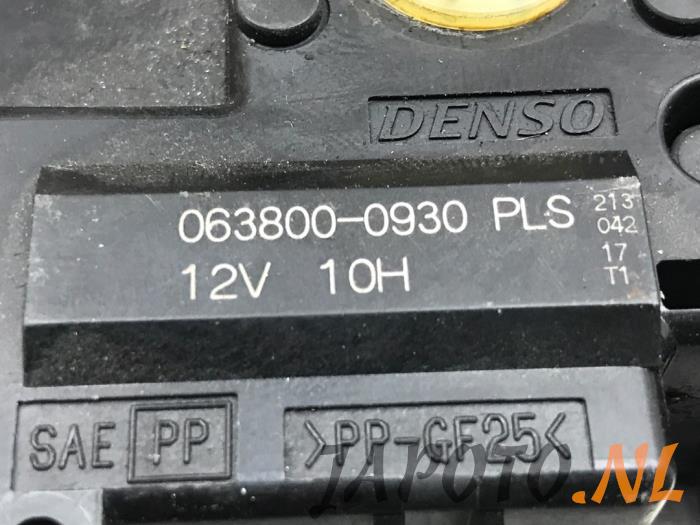 DENSO
063800-0930 PLS
213
042
17
T1
12V 10H
SAE PP >PP-GF25<
JAPOTO.NL